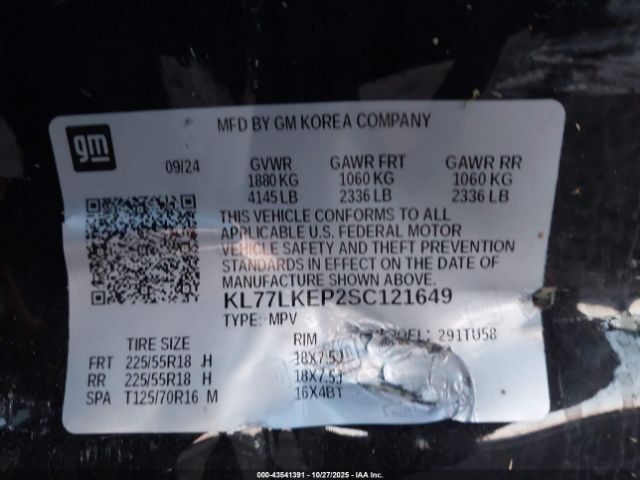 gm
MFD BY GM KOREA COMPANY
09/24
GVWR GAWR FRT GAWR RR
1880 KG 1060 KG 1060 KG
4145 LB 2336 LB 2336 LB
THIS VEHICLE CONFORMS TO ALL
APPLICABLE U.S. FEDERAL MOTOR
VEHICLE SAFETY AND THEFT PREVENTION
STANDARDS IN EFFECT ON THE DATE OF
MANUFACTURE SHOWN ABOVE.
KL77LKEP2SC121649
TYPE: MPV 291TU58
TIRE SIZE RIM
FRT 225/55R18 H 18X7.5J
RR 225/55R18 H 18X7.5J
SPA T125/70R16 M 16X4BT
000-43541391 - 10/27/2025 - IAA Inc.